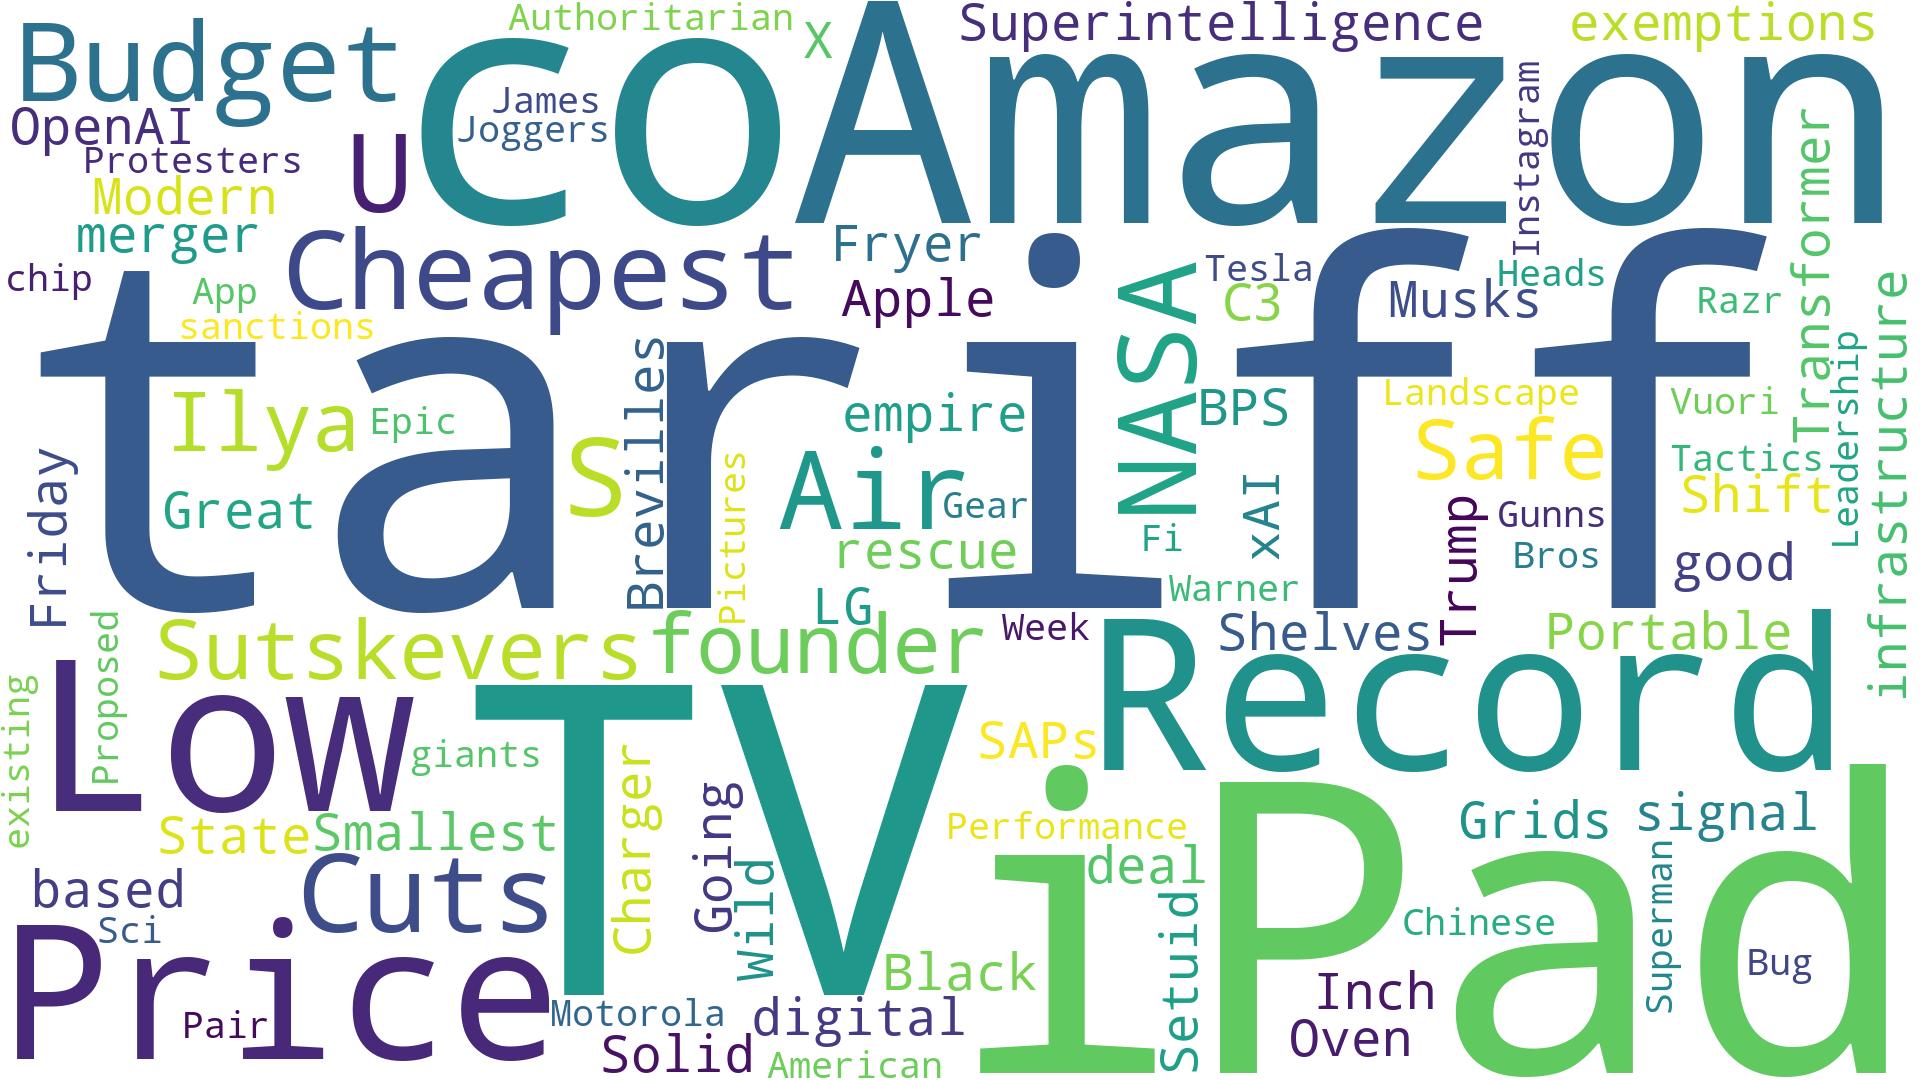 Authoritarian
X
Superintelligence
exemptions
Budget
co
Amazon
James
Joggers
OpenAI
Protesters
U
Modern
merger
Instagram
Transformer
Cheapest
Fryer
Apple
NASA
Tesla
C3
Musks
Heads
Razr
chip
App
sanctions
tariff
Ilya
Epic
Great
S
Brevilles
Pictures
empire
Air
Gear
rescue
BPS
xAI
Fi
Warner
Landscape
Safe
Trump
Gunns
Bros
Vuori
Tactics
Shift
good
Leadership
infrastructure
Friday
LG
Week
Sutskevers
founder
Record
Shelves
Portable
existing
Proposed
Low
giants
TV
SAPs
State
Smallest
Charger
Going
Wild
Performance
deal
iPad
Grids
signal
based
Cuts
Sci
Price
Pair
Black
Setuid
Chinese
Superman
Bug
Motorola
digital
Inch
Oven
Solid
American